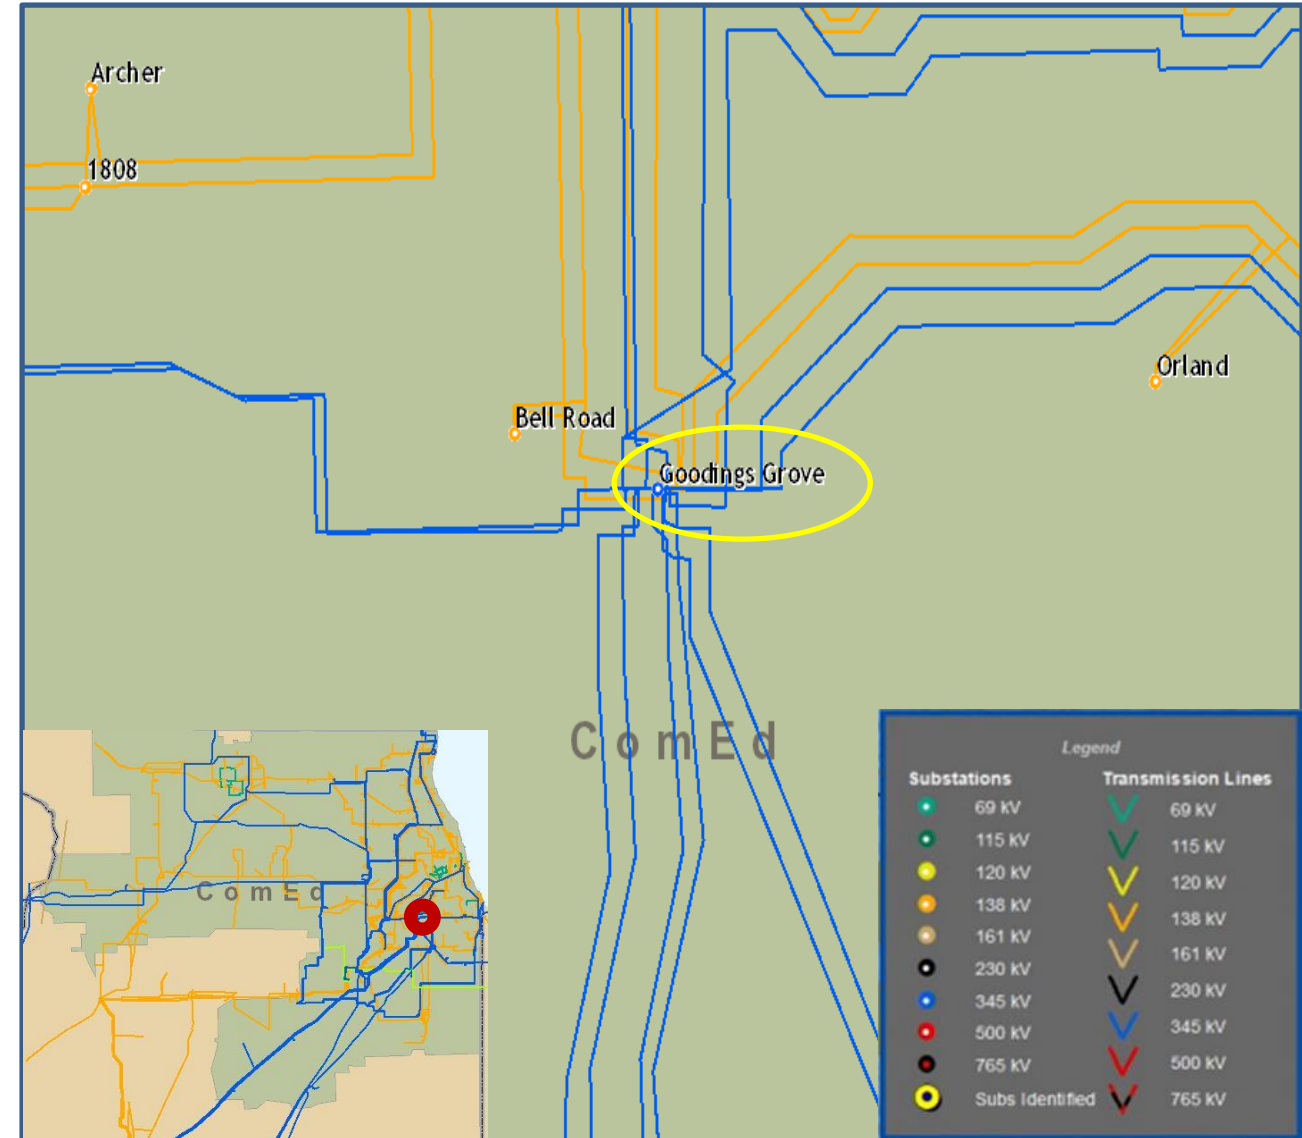 Archer
1808
Orland
Bell Road
Goodings Grove
ComEd
ComEd
Legend
Substations Transmission Lines
69 kV 69 kV
115 kV 115 kV
120 kV 120 kV
138 kV 138 kV
161 kV 161 kV
230 kV 230 kV
345 kV 345 kV
500 kV 500 kV
765 kV 765 kV
Subs Identified